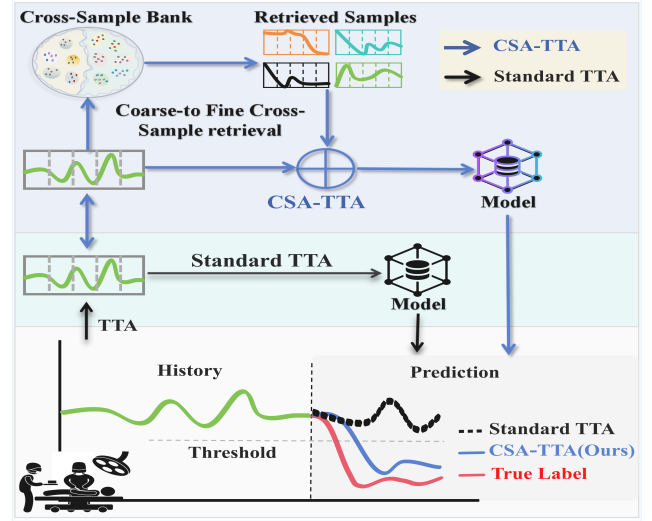 Cross-Sample Bank
Retrieved Samples
CSA-TTA
Standard TTA
Coarse-to Fine Cross-
Sample retrieval
CSA-TTA
Model
Standard TTA
Model
TTA
History
Prediction
Threshold
Standard TTA
CSA-TTA(Ours)
True Label